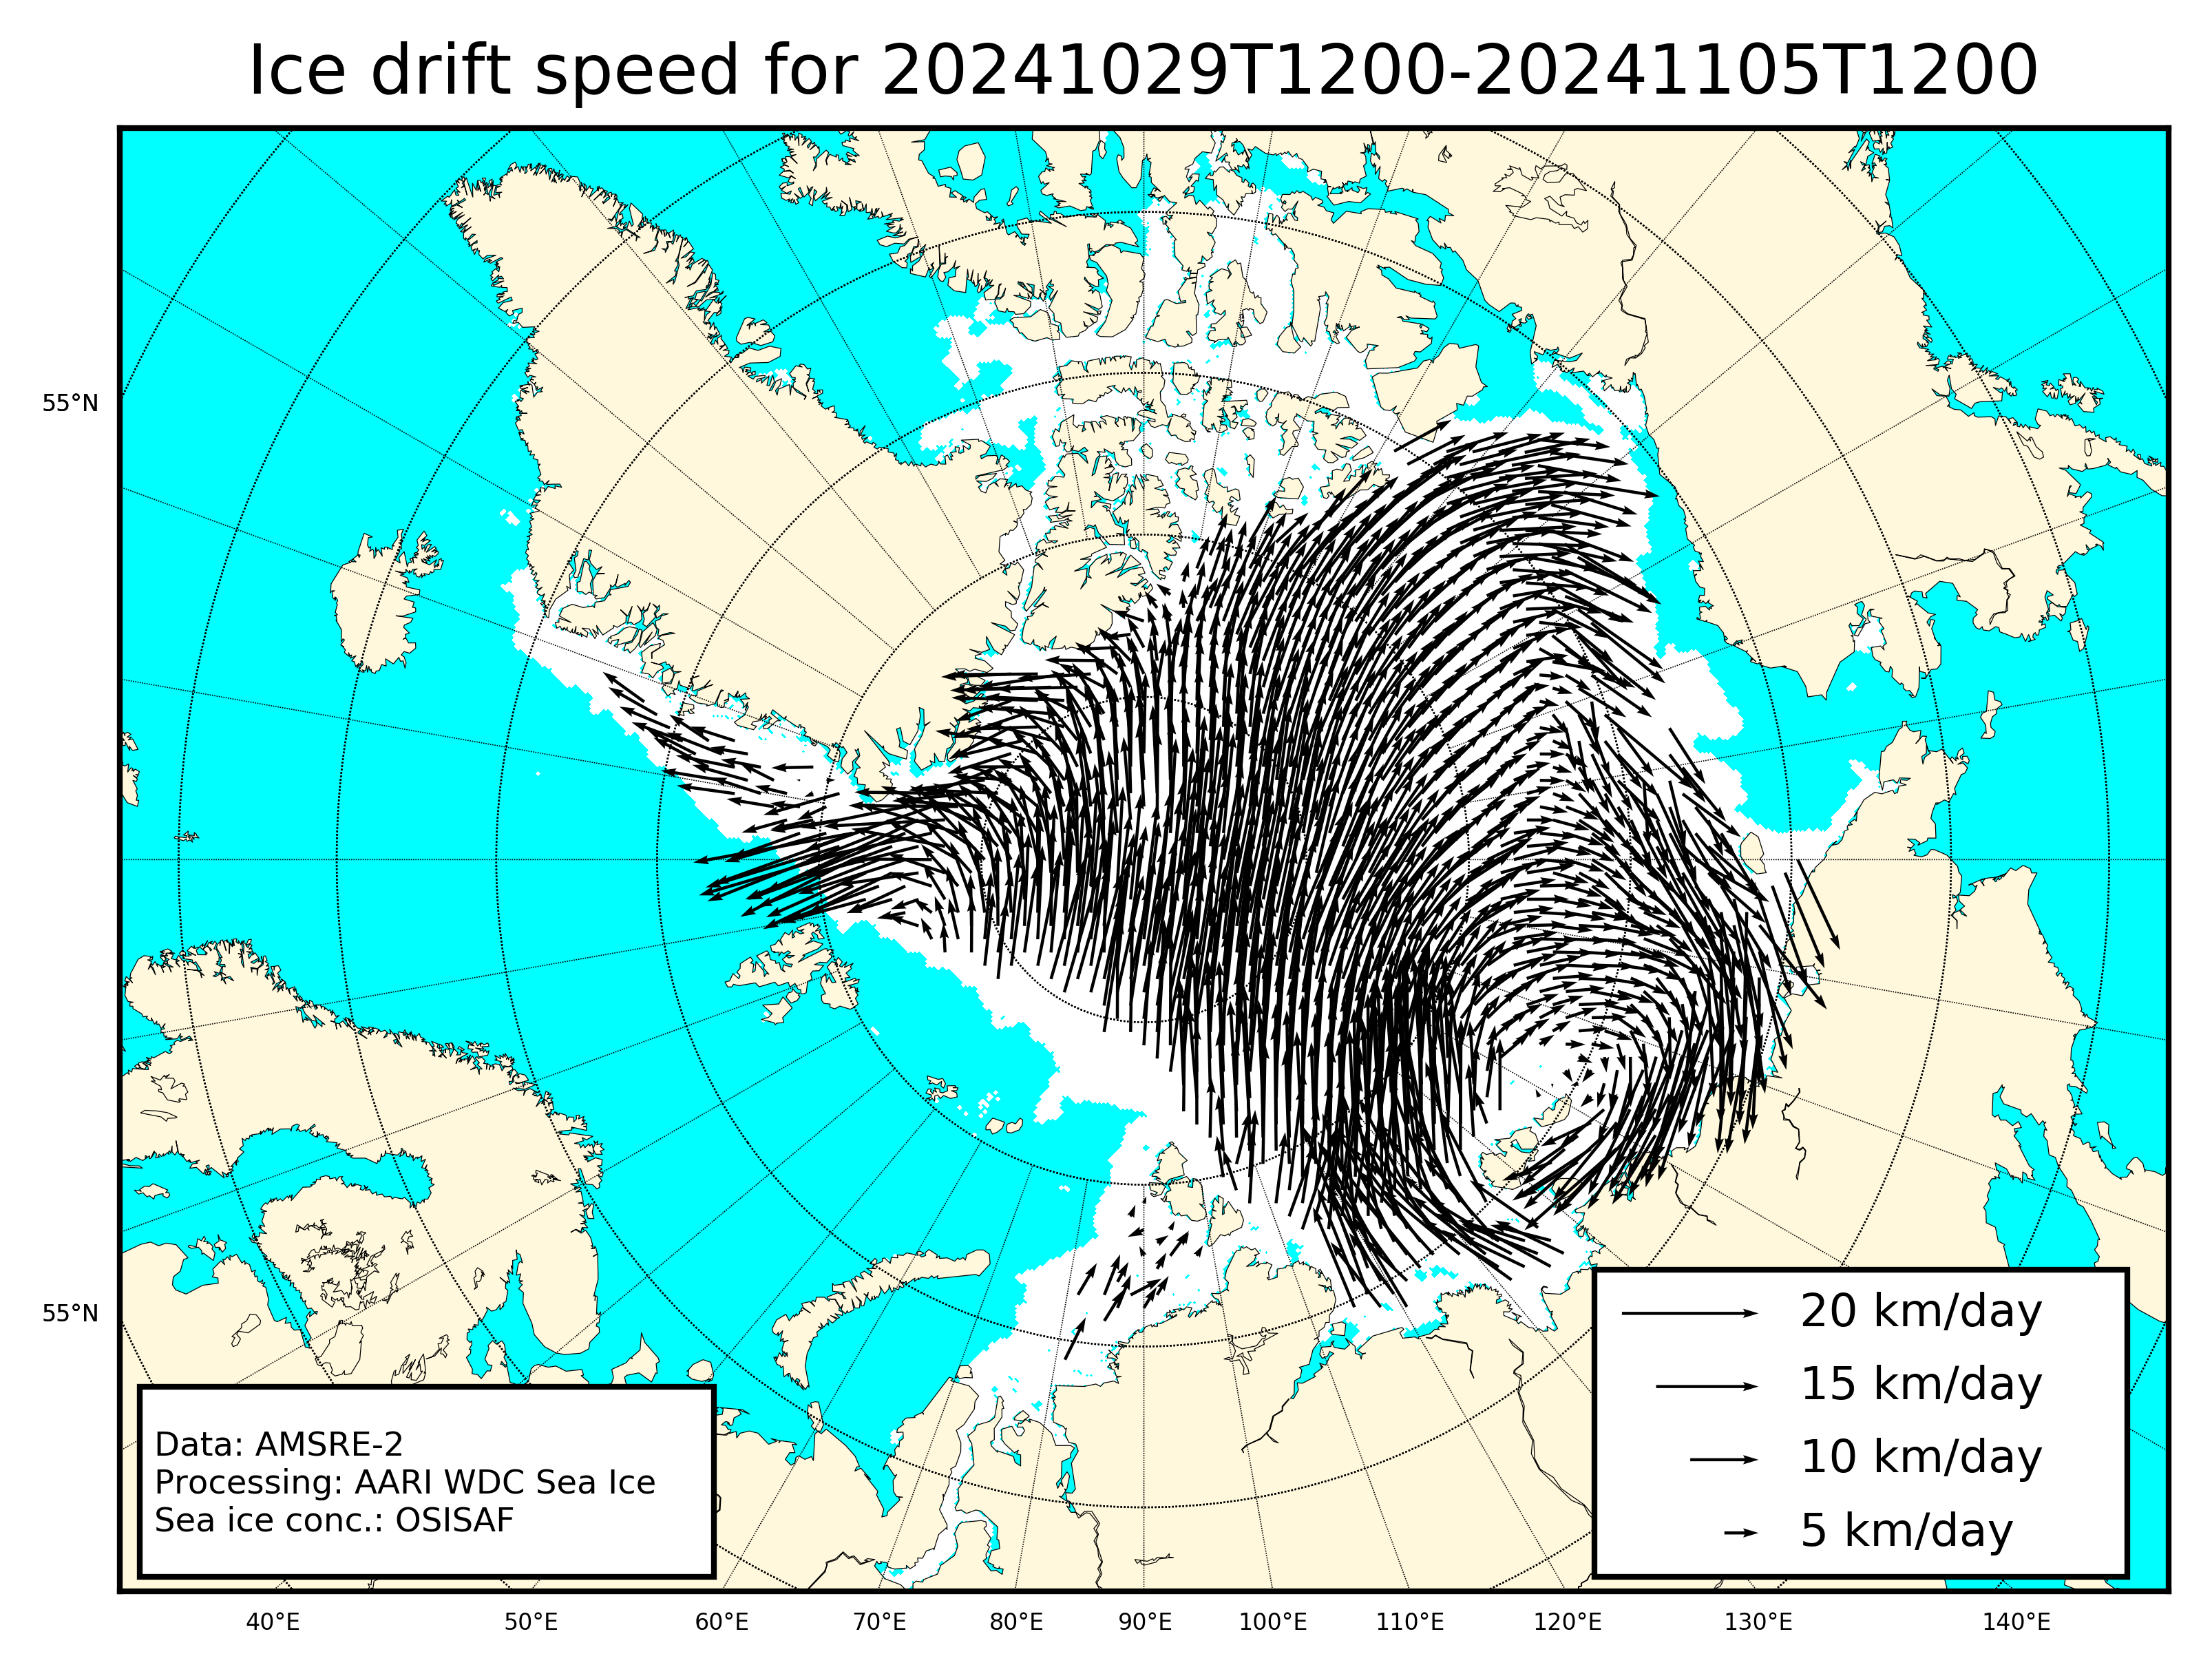 Ice drift speed for 20241029T1200-20241105T1200
55°N
55°N
20 km/day
15 km/day
10 km/day
5 km/day
Data: AMSRE-2
Processing: AARI WDC Sea Ice
Sea ice conc.: OSISAF
40°E 50°E 60°E 70°E 80°E 90°E 100°E 110°E 120°E 130°E 140°E